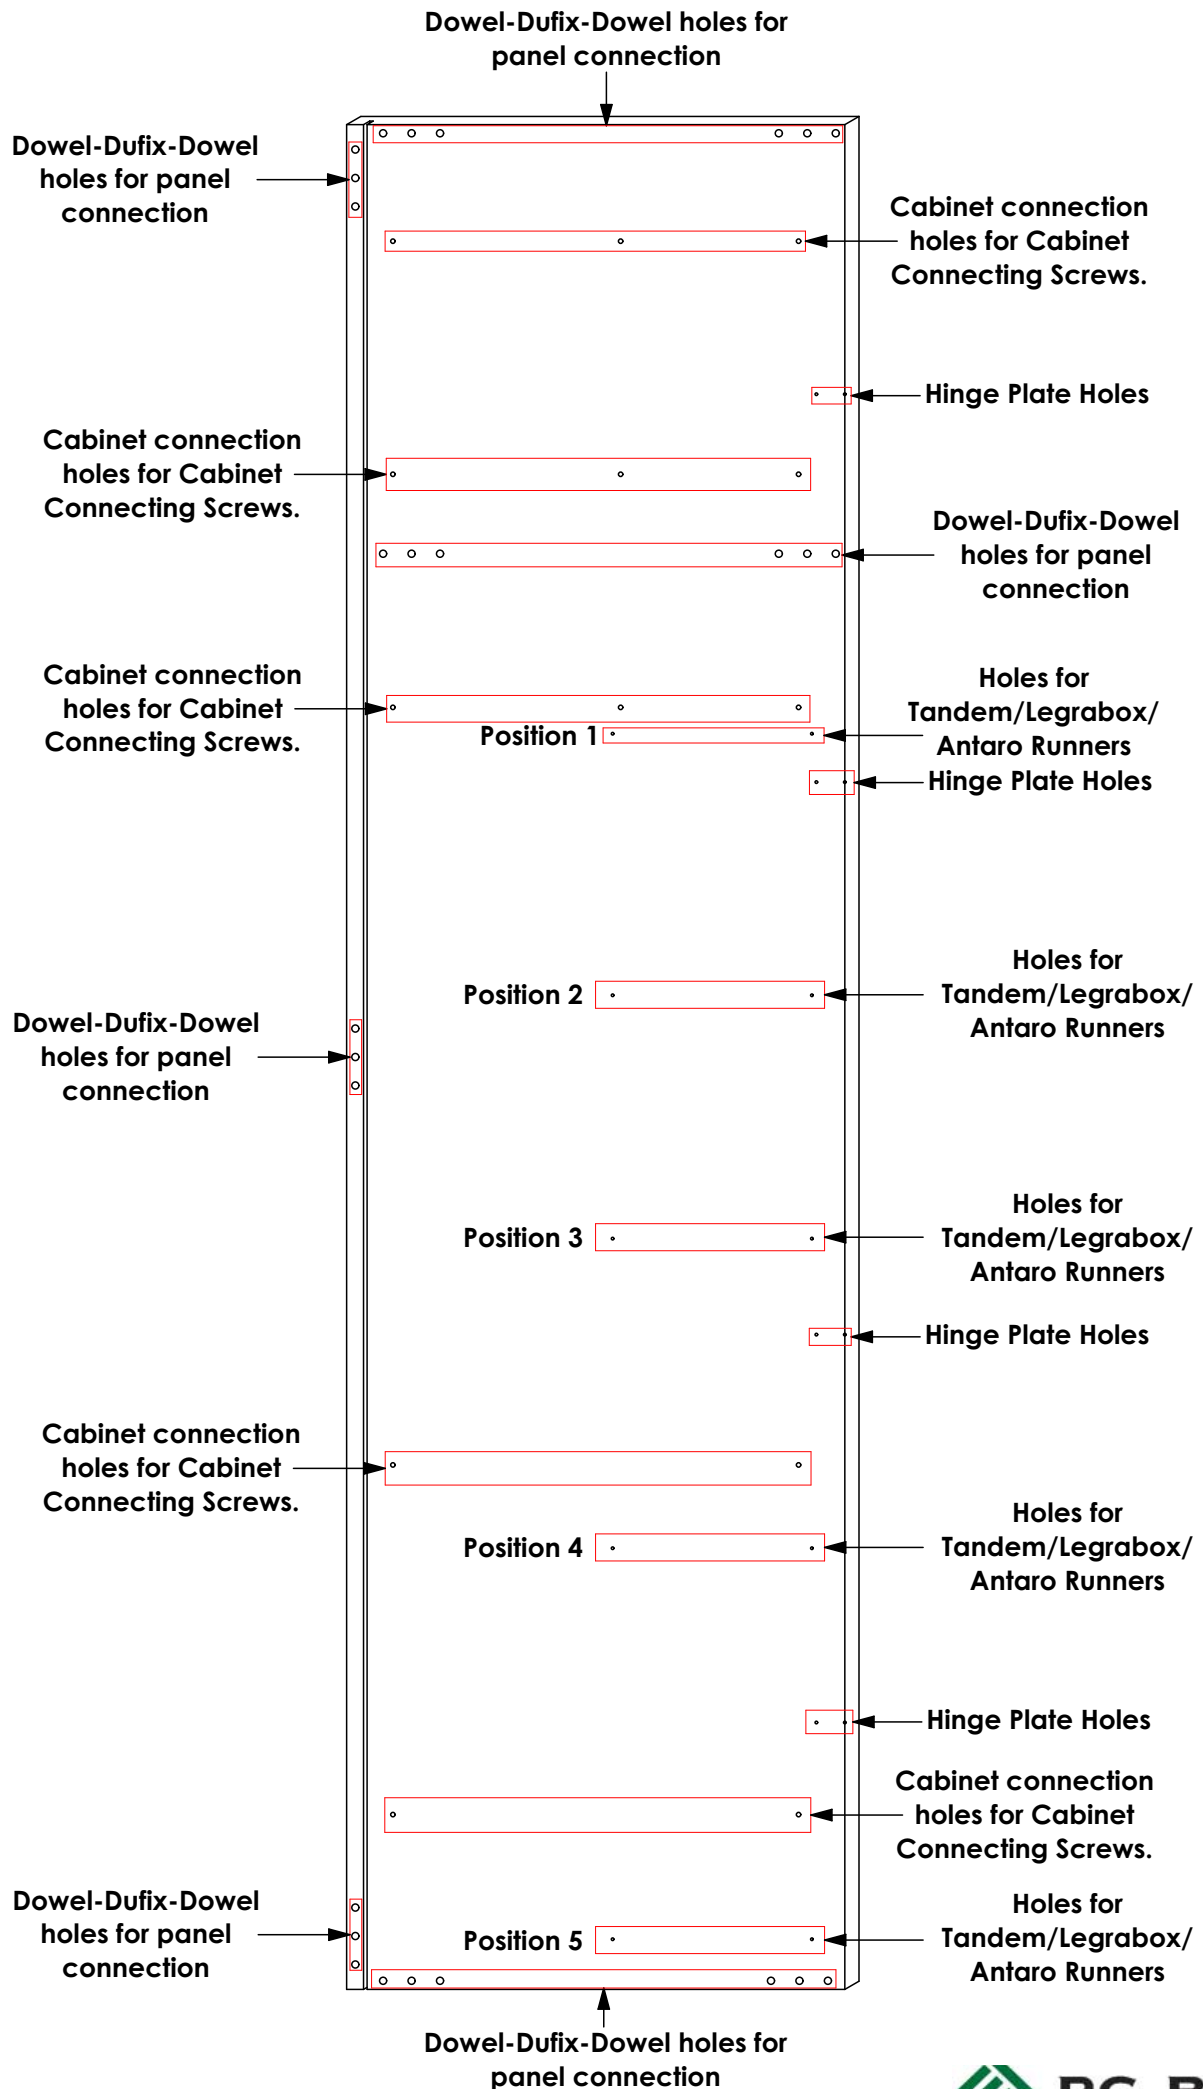 Dowel-Dufix-Dowel holes for
panel connection
Dowel-Dufix-Dowel
holes for panel
connection
Cabinet connection
holes for Cabinet
Connecting Screws.
Hinge Plate Holes
Cabinet connection
holes for Cabinet
Connecting Screws.
Dowel-Dufix-Dowel
holes for panel
connection
Cabinet connection
holes for Cabinet
Connecting Screws.
Holes for
Tandem/Legrabox/
Antaro Runners
Position 1
Hinge Plate Holes
Position 2
Holes for
Tandem/Legrabox/
Antaro Runners
Dowel-Dufix-Dowel
holes for panel
connection
Position 3
Holes for
Tandem/Legrabox/
Antaro Runners
Hinge Plate Holes
Cabinet connection
holes for Cabinet
Connecting Screws.
Position 4
Holes for
Tandem/Legrabox/
Antaro Runners
Hinge Plate Holes
Cabinet connection
holes for Cabinet
Connecting Screws.
Dowel-Dufix-Dowel
holes for panel
connection
Position 5
Holes for
Tandem/Legrabox/
Antaro Runners
Dowel-Dufix-Dowel holes for
panel connection